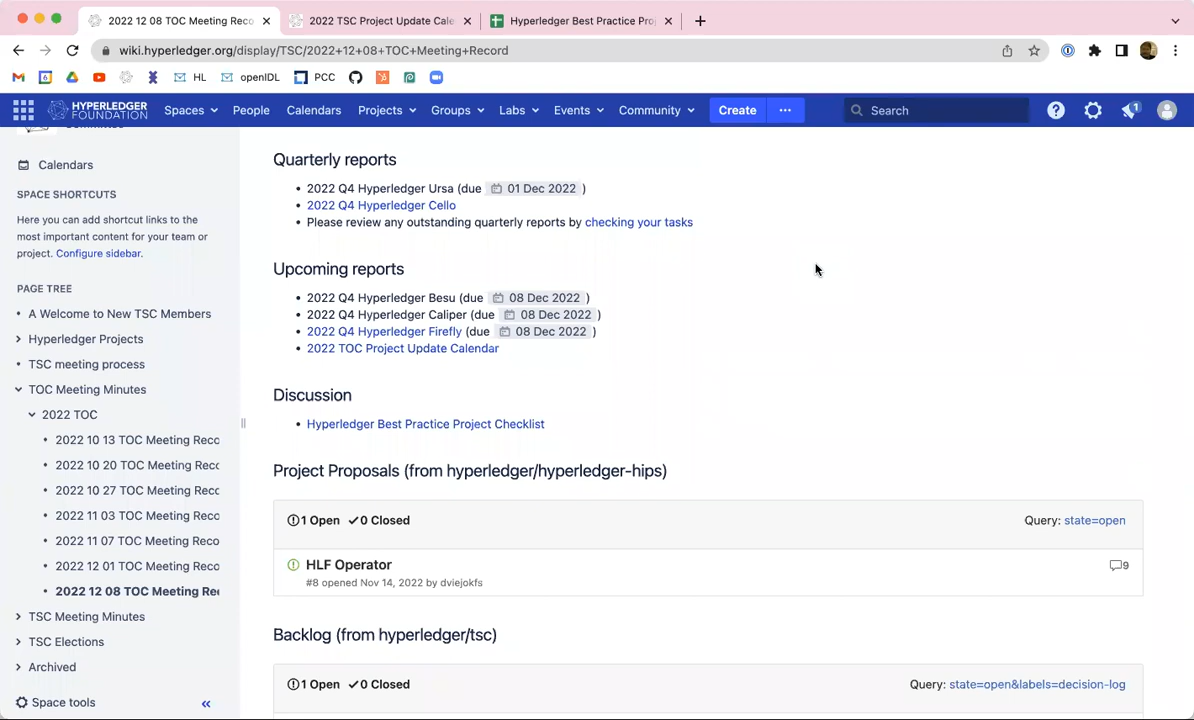 2022 12 08 TOC Meeting Reco
2022 TSC Project Update Cale
Hyperledger Best Practice Proj
wiki.hyperledger.org/display/TSC/2022+12+08+TOC+Meeting+Record
HL
openIDL
PCC
HYPERLEDGER
FOUNDATION
Spaces
People
Calendars
Projects
Groups
Labs
Events
Community
Create
Search
1
Calendars
SPACE SHORTCUTS
Here you can add shortcut links to the
most important content for your team or
project. Configure sidebar.
PAGE TREE
• A Welcome to New TSC Members
Hyperledger Projects
• TSC meeting process
TOC Meeting Minutes
2022 TOC
• 2022 10 13 TOC Meeting Reco
• 2022 10 20 TOC Meeting Reco
• 2022 10 27 TOC Meeting Reco
• 2022 11 03 TOC Meeting Reco
• 2022 11 07 TOC Meeting Reco
• 2022 12 01 TOC Meeting Reco
• 2022 12 08 TOC Meeting Rec
TSC Meeting Minutes
TSC Elections
Archived
Space tools
Quarterly reports
• 2022 Q4 Hyperledger Ursa (due 01 Dec 2022 )
• 2022 Q4 Hyperledger Cello
• Please review any outstanding quarterly reports by checking your tasks
Upcoming reports
• 2022 Q4 Hyperledger Besu (due 08 Dec 2022 )
• 2022 Q4 Hyperledger Caliper (due 08 Dec 2022 )
• 2022 Q4 Hyperledger Firefly (due 08 Dec 2022 )
• 2022 TOC Project Update Calendar
Discussion
• Hyperledger Best Practice Project Checklist
Project Proposals (from hyperledger/hyperledger-hips)
1 Open ✓0 Closed
Query: state=open
HLF Operator
9
#8 opened Nov 14, 2022 by dviejokfs
Backlog (from hyperledger/tsc)
1 Open ✓0 Closed
Query: state=open&labels=decision-log